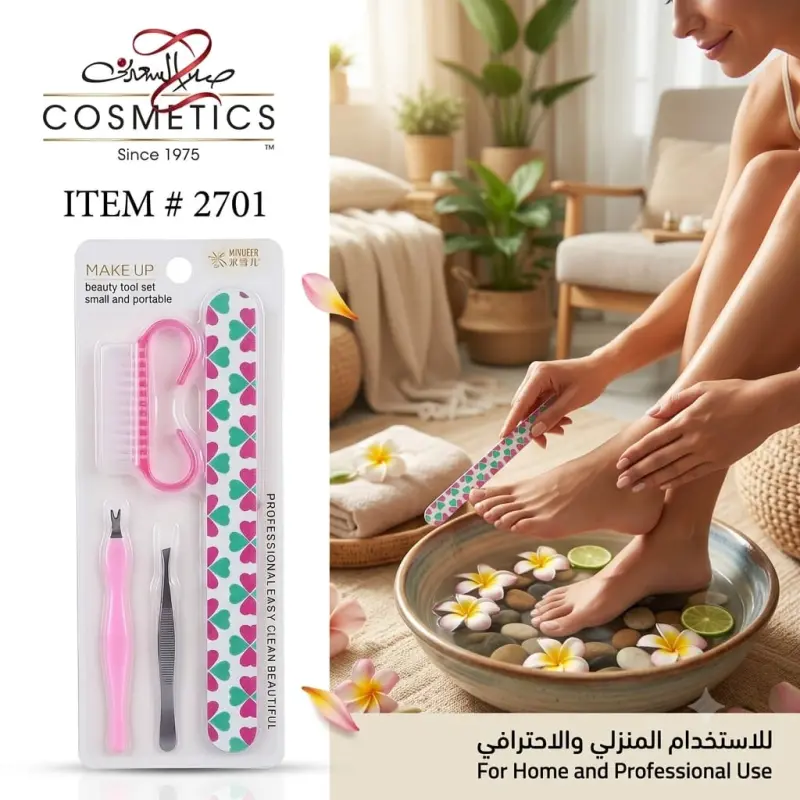 COSMETICS
Since 1975
TM
ITEM # 2701
MAKE UP
beauty tool set
small and portable
MINUEER
米雪儿
PROFESSIONAL EASY CLEAN BEAUTIFUL
للاستخدام المنزلي والاحترافي
For Home and Professional Use